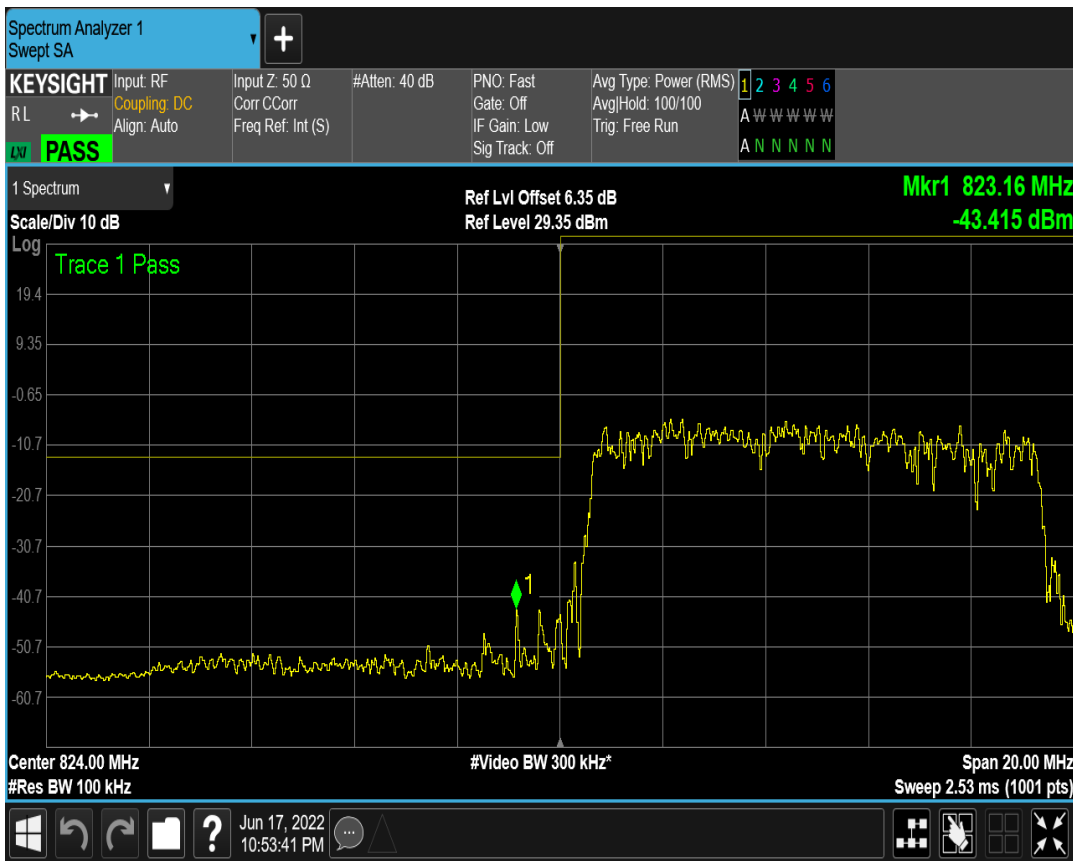 Spectrum Analyzer 1
Swept SA
+
KEYSIGHT
RL
LXI PASS
Input: RF
Coupling: DC
Align: Auto
Input Z: 50 Ω
Corr CCorr
Freq Ref: Int (S)
#Atten: 40 dB
PNO: Fast
Gate: Off
IF Gain: Low
Sig Track: Off
Avg Type: Power (RMS)
Avg|Hold: 100/100
Trig: Free Run
1 2 3 4 5 6
A W W W W W
A N N N N N
1 Spectrum
Scale/Div 10 dB
Ref Lvl Offset 6.35 dB
Ref Level 29.35 dBm
Mkr1 823.16 MHz
-43.415 dBm
Log
Trace 1 Pass
19.4
9.35
-0.65
-10.7
-20.7
-30.7
-40.7
-50.7
-60.7
1
Center 824.00 MHz
#Res BW 100 kHz
#Video BW 300 kHz*
Span 20.00 MHz
Sweep 2.53 ms (1001 pts)
?
Jun 17, 2022
10:53:41 PM